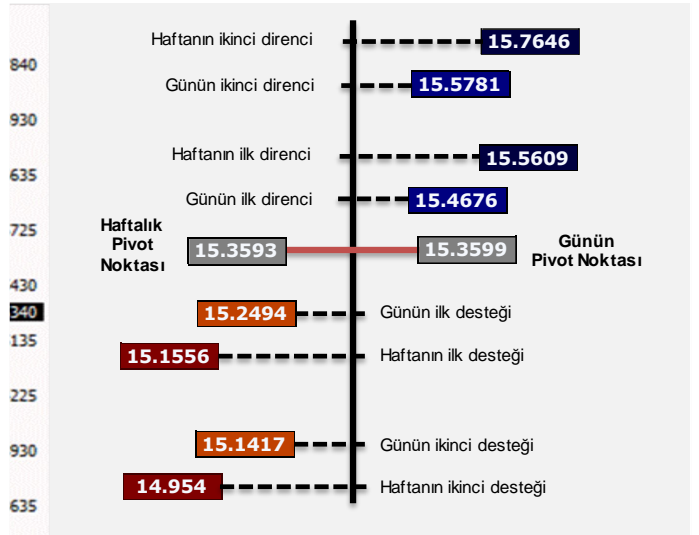 Haftanın ikinci direnci
15.7646
840
Günün ikinci direnci
15.5781
930
Haftanın ilk direnci
15.5609
635
Günün ilk direnci
15.4676
725
Haftalık
Pivot
Noktası
15.3593
15.3599
Günün
Pivot Noktası
430
340
15.2494
Günün ilk desteği
135
15.1556
Haftanın ilk desteği
225
15.1417
Günün ikinci desteği
930
14.954
Haftanın ikinci desteği
635